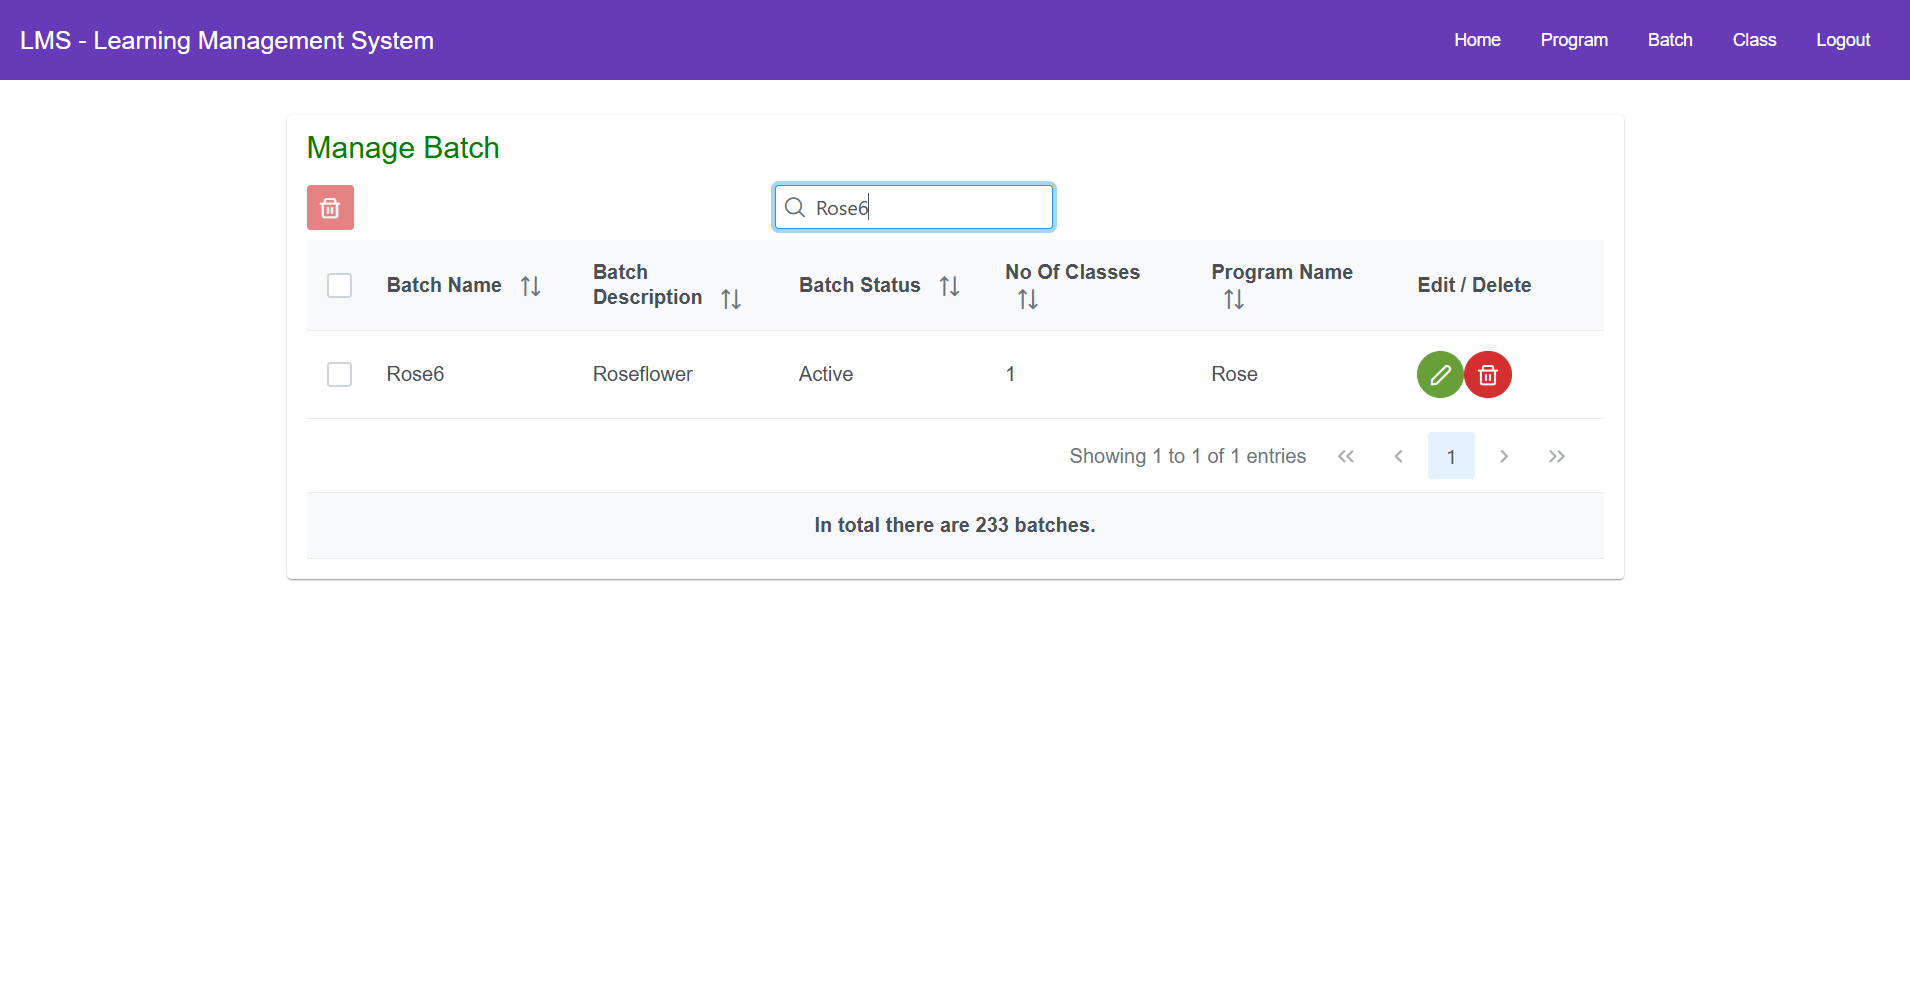 LMS - Learning Management System
Home Program Batch Class Logout
Manage Batch
Rose6
Batch Name Batch Description Batch Status No Of Classes Program Name Edit / Delete
Rose6 Roseflower Active 1 Rose
Showing 1 to 1 of 1 entries 1
In total there are 233 batches.